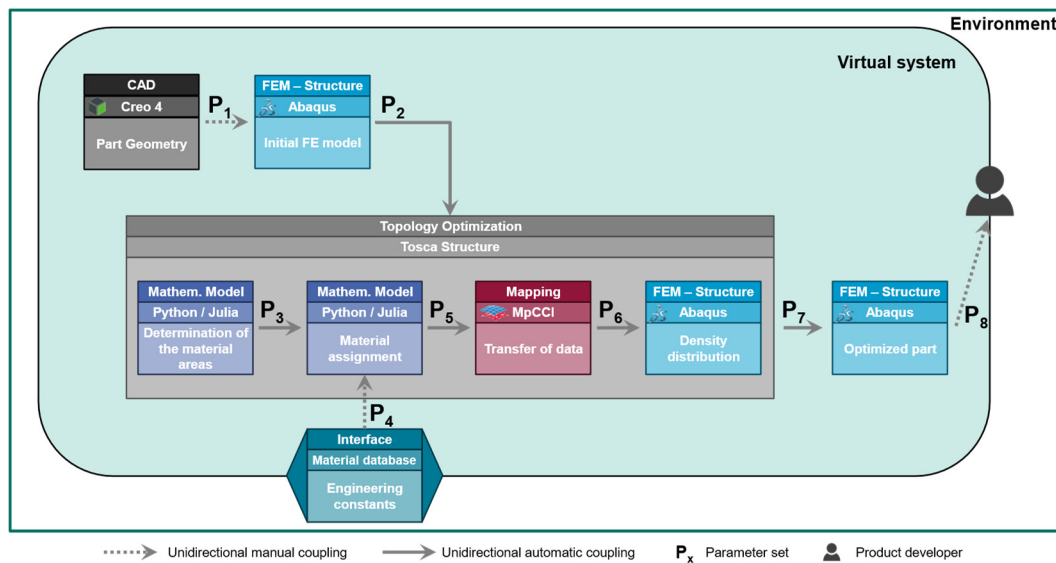 Environment
Virtual system
CAD
Creo 4
Part Geometry
P1
FEM – Structure
Abaqus
Initial FE model
P2
Topology Optimization
Tosca Structure
Mathem. Model
Python / Julia
Determination of
the material
areas
P3
Mathem. Model
Python / Julia
Material
assignment
P5
Mapping
MpCCI
Transfer of data
P6
FEM – Structure
Abaqus
Density
distribution
P7
FEM – Structure
Abaqus
Optimized part
P8
P4
Interface
Material database
Engineering
constants
Unidirectional manual coupling
Unidirectional automatic coupling
Px Parameter set
Product developer